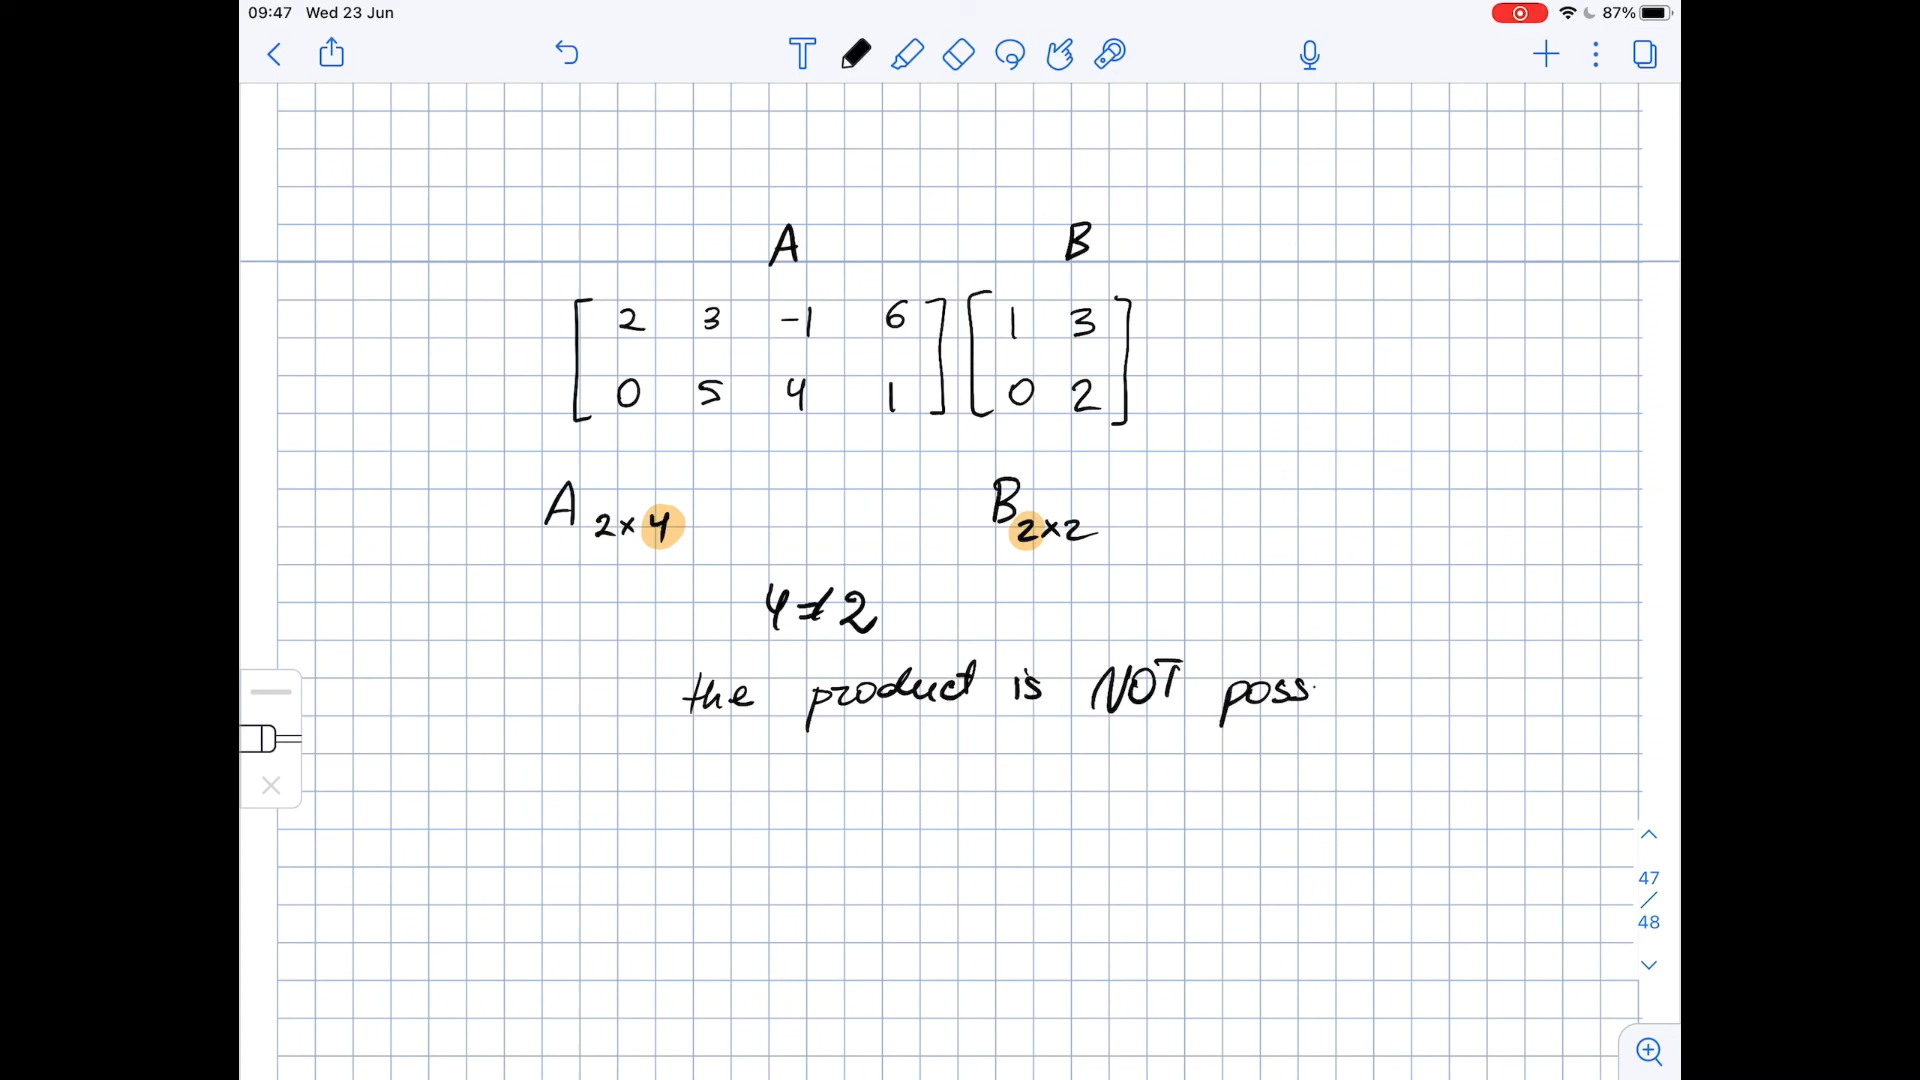 09:47 Wed 23 Jun 87%
A B
2 3 -1 6 1 3
0 5 4 1 0 2
A 2×4 B 2×2
4≠2
the product is NOT poss
47
/
48